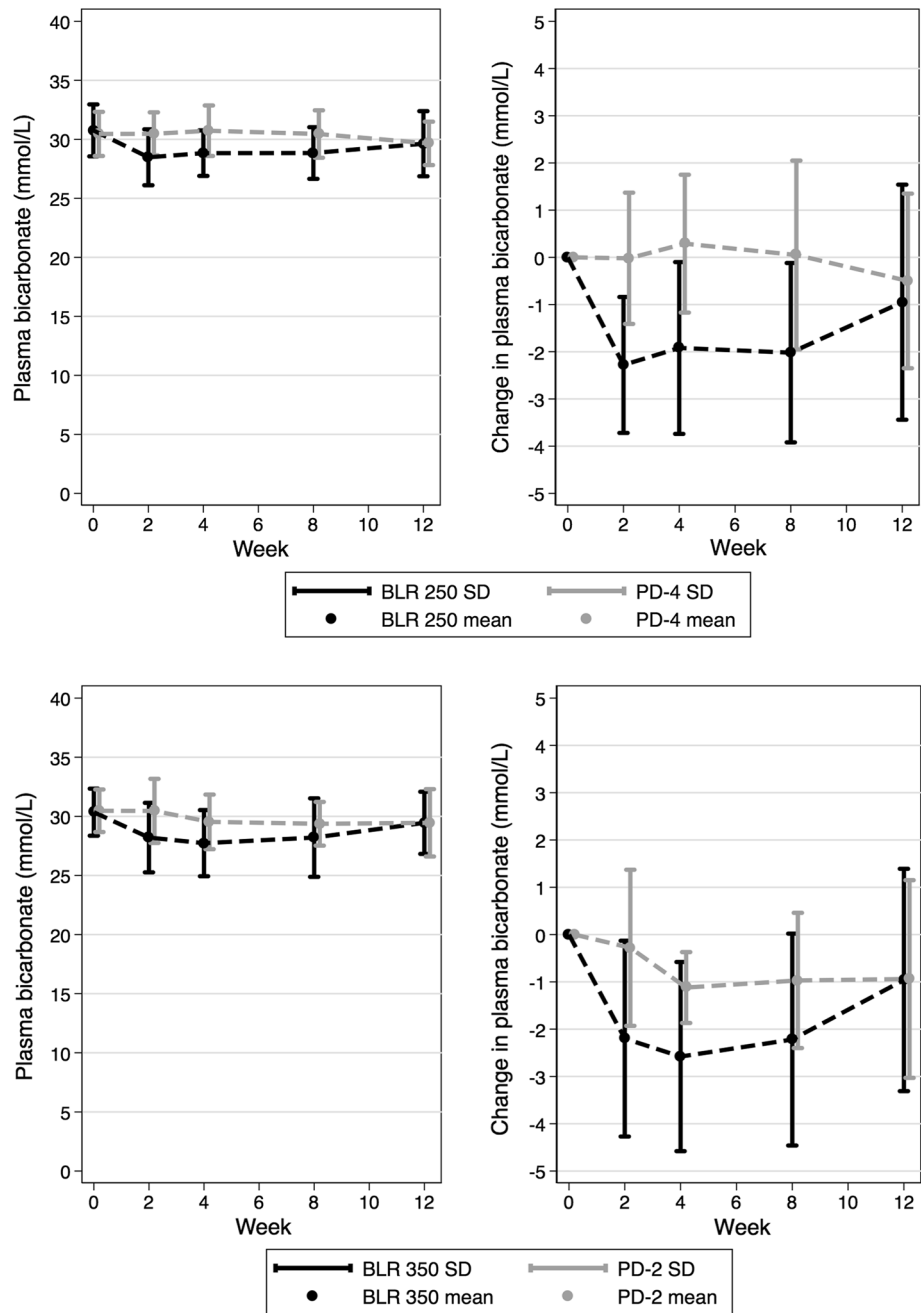 Plasma bicarbonate (mmol/L)
40
35
30
25
20
15
10
5
0
0 2 4 6 8 10 12
Week
Change in plasma bicarbonate (mmol/L)
5
4
3
2
1
0
-1
-2
-3
-4
-5
0 2 4 6 8 10 12
Week
BLR 250 SD PD-4 SD
BLR 250 mean PD-4 mean
Plasma bicarbonate (mmol/L)
40
35
30
25
20
15
10
5
0
0 2 4 6 8 10 12
Week
Change in plasma bicarbonate (mmol/L)
5
4
3
2
1
0
-1
-2
-3
-4
-5
0 2 4 6 8 10 12
Week
BLR 350 SD PD-2 SD
BLR 350 mean PD-2 mean